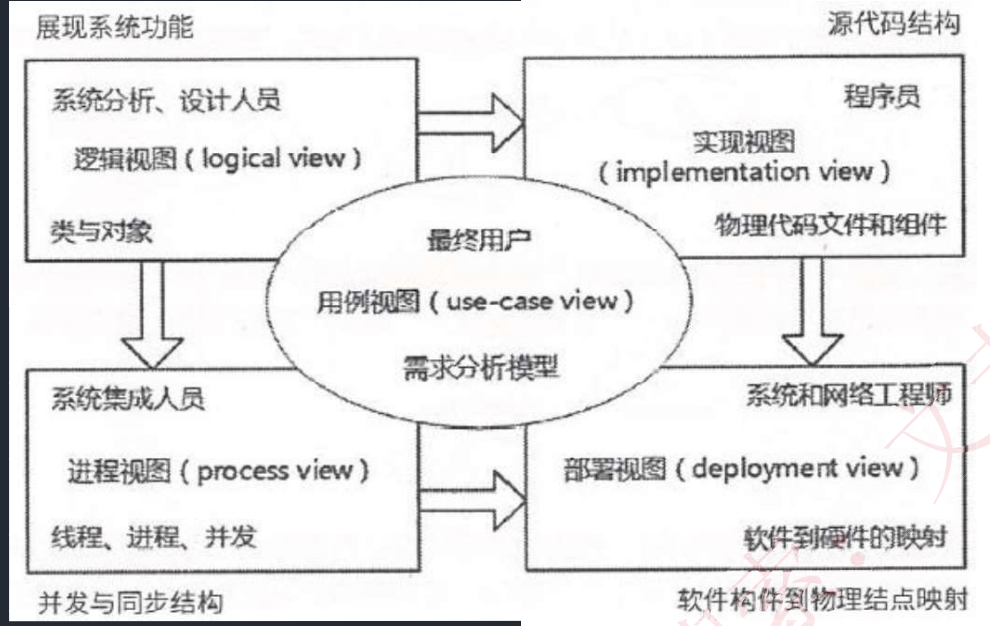 展现系统功能
源代码结构
系统分析、设计人员
逻辑视图（logical view）
类与对象
程序员
实现视图
（implementation view）
物理代码文件和组件
最终用户
用例视图（use-case view）
需求分析模型
系统集成人员
进程视图（process view）
线程、进程、并发
系统和网络工程师
部署视图（deployment view）
软件到硬件的映射
并发与同步结构
软件构件到物理结点映射